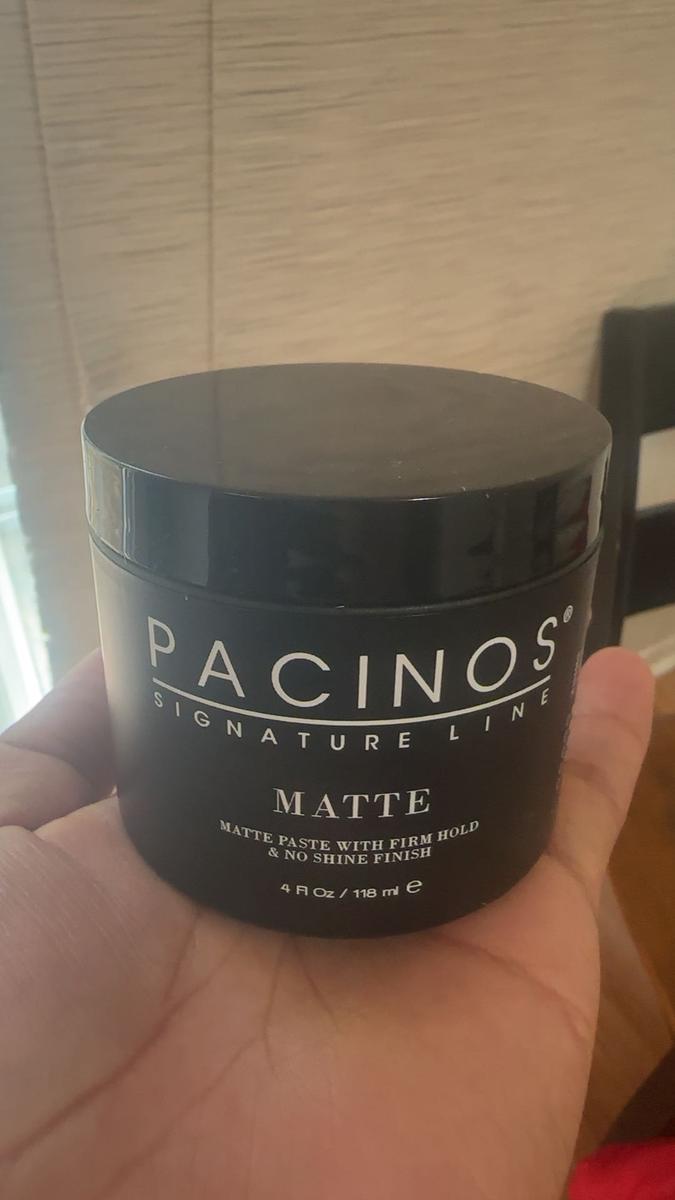 PACINOS®
SIGNATURE LINE
MATTE
MATTE PASTE WITH FIRM HOLD
& NO SHINE FINISH
4 Fl Oz / 118 ml ℮